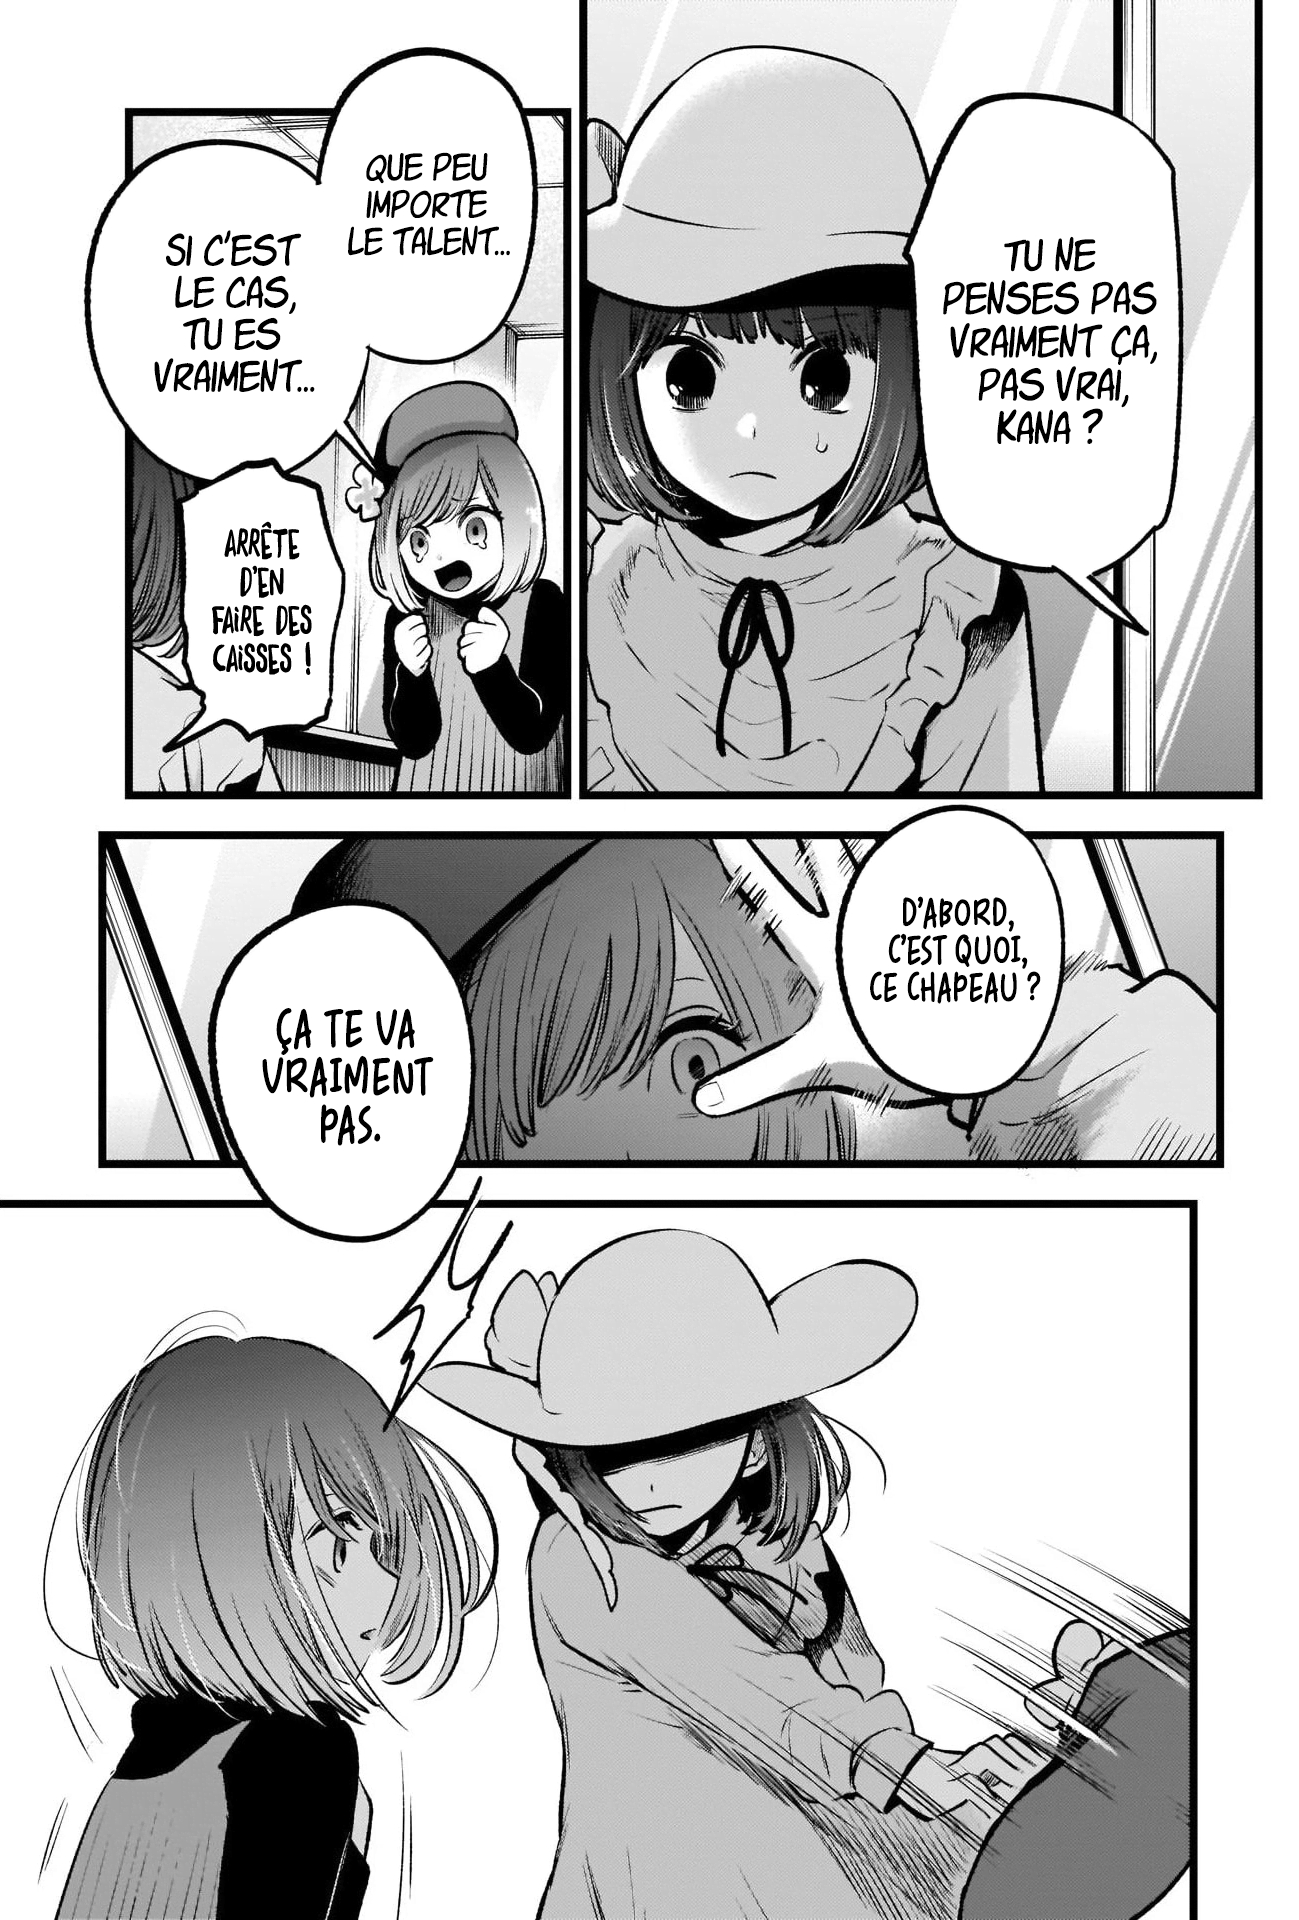 TU NE
PENSES PAS
VRAIMENT ÇA,
PAS VRAI,
KANA ?
QUE PEU
IMPORTE
LE TALENT...
SI C'EST
LE CAS,
TU ES
VRAIMENT...
ARRÊTE
D'EN
FAIRE DES
CAISSES !
D'ABORD,
C'EST QUOI,
CE CHAPEAU ?
ÇA TE VA
VRAIMENT
PAS.